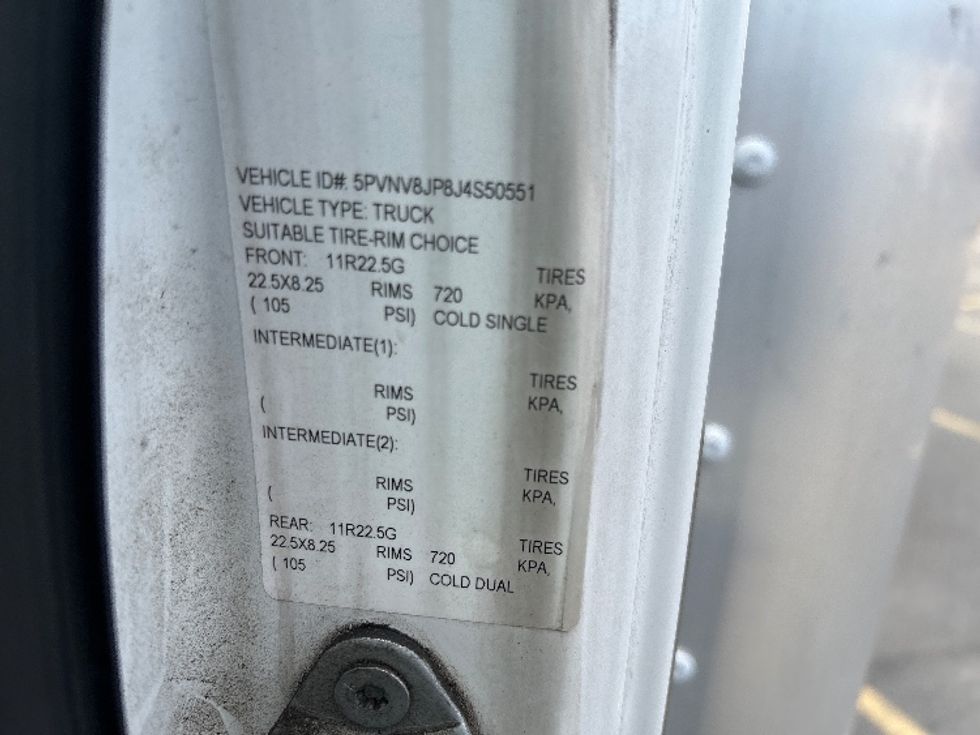 VEHICLE ID#: 5PVNV8JP8J4S50551
VEHICLE TYPE: TRUCK
SUITABLE TIRE-RIM CHOICE
FRONT: 11R22.5G TIRES
22.5X8.25 RIMS 720 KPA,
( 105 PSI) COLD SINGLE
INTERMEDIATE(1):
TIRES
RIMS KPA,
( PSI)
INTERMEDIATE(2):
TIRES
RIMS KPA,
( PSI)
REAR: 11R22.5G TIRES
22.5X8.25 RIMS 720 KPA,
( 105 PSI) COLD DUAL